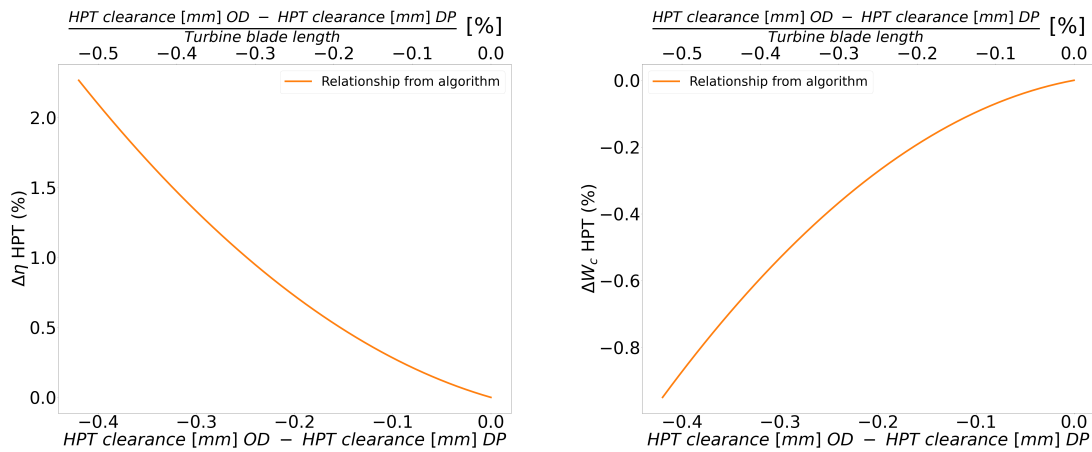 HPT clearance [mm] OD − HPT clearance [mm] DP
Turbine blade length
[%]
−0.5 −0.4 −0.3 −0.2 −0.1 0.0
Relationship from algorithm
2.0
1.5
1.0
0.5
0.0
Δη HPT (%)
−0.4 −0.3 −0.2 −0.1 0.0
HPT clearance [mm] OD − HPT clearance [mm] DP
HPT clearance [mm] OD − HPT clearance [mm] DP
Turbine blade length
[%]
−0.5 −0.4 −0.3 −0.2 −0.1 0.0
Relationship from algorithm
0.0
−0.2
−0.4
−0.6
−0.8
ΔW_c HPT (%)
−0.4 −0.3 −0.2 −0.1 0.0
HPT clearance [mm] OD − HPT clearance [mm] DP